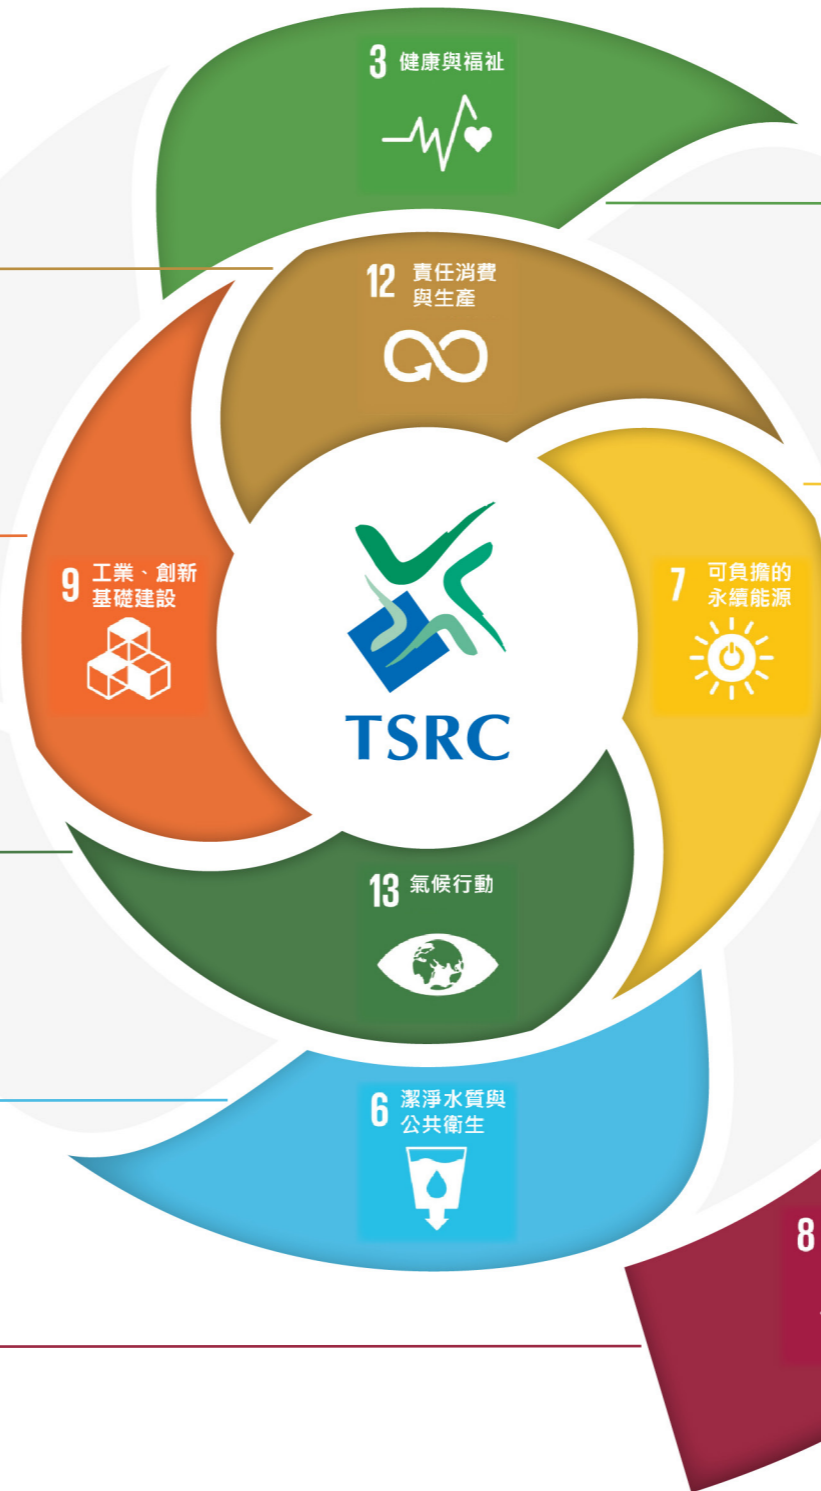 3 健康與福祉
12 責任消費
與生產
9 工業、創新
基礎建設
7 可負擔的
永續能源
TSRC
13 氣候行動
6 潔淨水質與
公共衛生
8